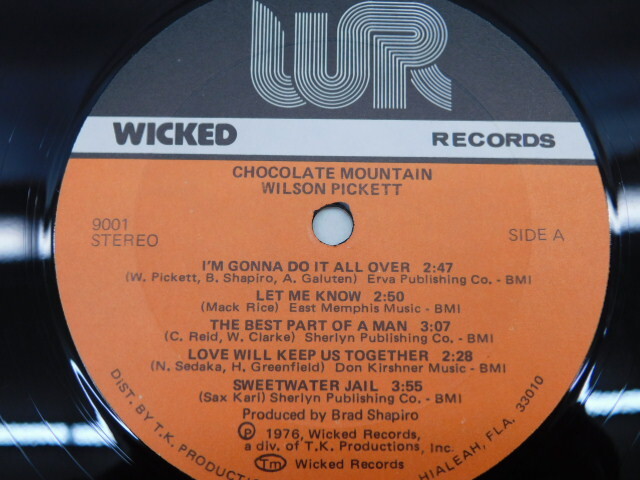 WR
WICKED RECORDS
CHOCOLATE MOUNTAIN
WILSON PICKETT
9001
STEREO
SIDE A
I'M GONNA DO IT ALL OVER 2:47
(W. Pickett, B. Shapiro, A. Galuten) Erva Publishing Co. - BMI
LET ME KNOW 2:50
(Mack Rice) East Memphis Music - BMI
THE BEST PART OF A MAN 3:07
(C. Reid, W. Clarke) Sherlyn Publishing Co. - BMI
LOVE WILL KEEP US TOGETHER 2:28
(N. Sedaka, H. Greenfield) Don Kirshner Music - BMI
SWEETWATER JAIL 3:55
(Sax Kari) Sherlyn Publishing Co. - BMI
Produced by Brad Shapiro
℗ 1976, Wicked Records,
a div. of T.K. Productions, Inc.
Tm Wicked Records
DIST. BY T.K. PRODUCTI
HIALEAH, FLA. 33010